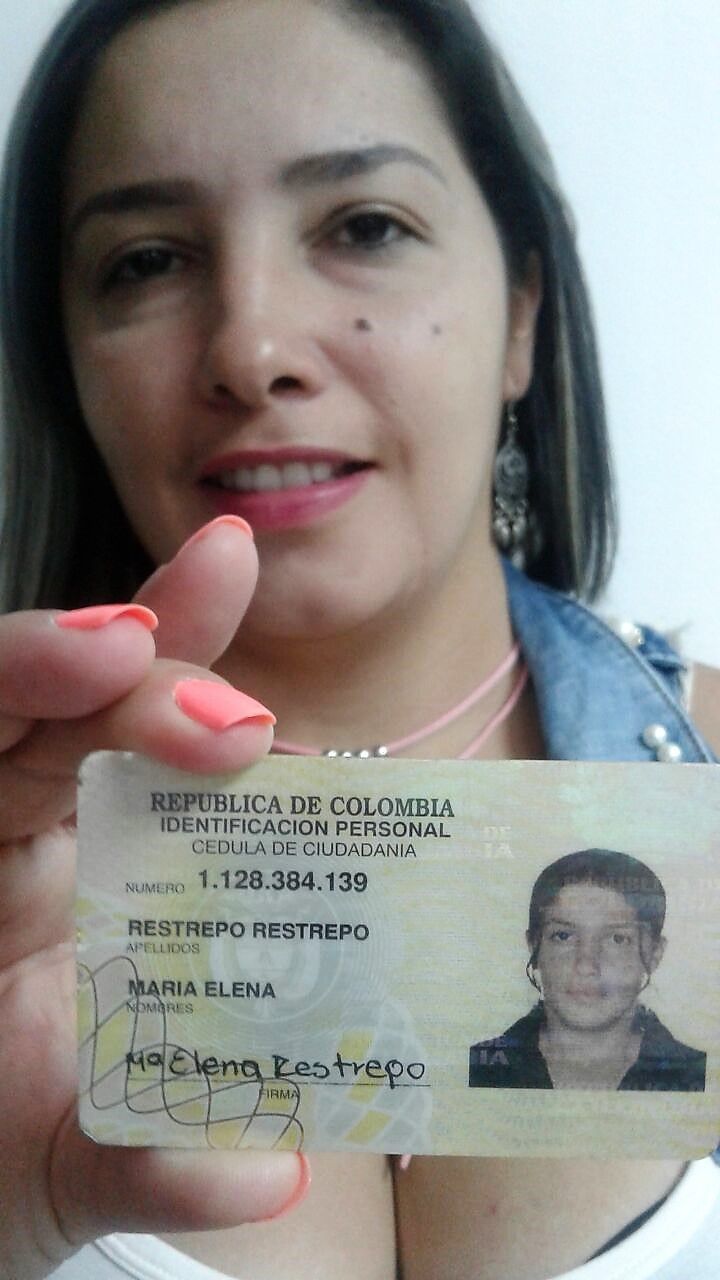 REPUBLICA DE COLOMBIA
IDENTIFICACION PERSONAL
CEDULA DE CIUDADANIA
NUMERO 1.128.384.139
RESTREPO RESTREPO
APELLIDOS
MARIA ELENA
NOMBRES
Mª Elena Restrepo
FIRMA